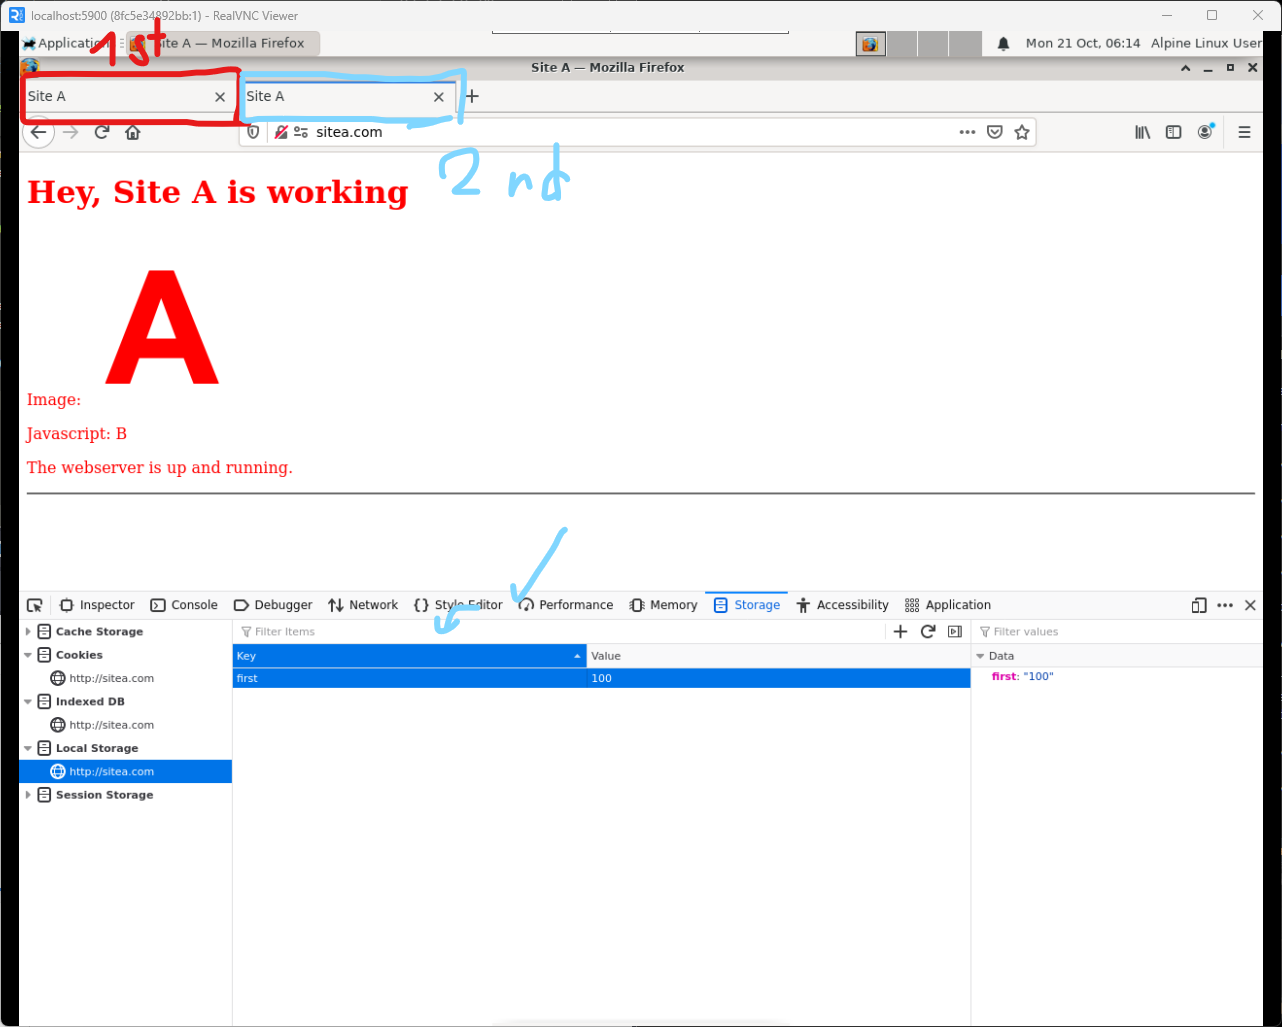 localhost:5900 (8fc5e34892bb:1) - RealVNC Viewer
Site A — Mozilla Firefox
Mon 21 Oct, 06:14
Alpine Linux User
1st
Site A — Mozilla Firefox
Site A
Site A
sitea.com
2nd
Hey, Site A is working
A
Image:
Javascript: B
The webserver is up and running.
Inspector Console Debugger Network Style Editor Performance Memory Storage Accessibility Application
Cache Storage
Cookies
http://sitea.com
Indexed DB
http://sitea.com
Local Storage
http://sitea.com
Session Storage
Filter Items
Key Value
first 100
Filter values
Data
first: "100"